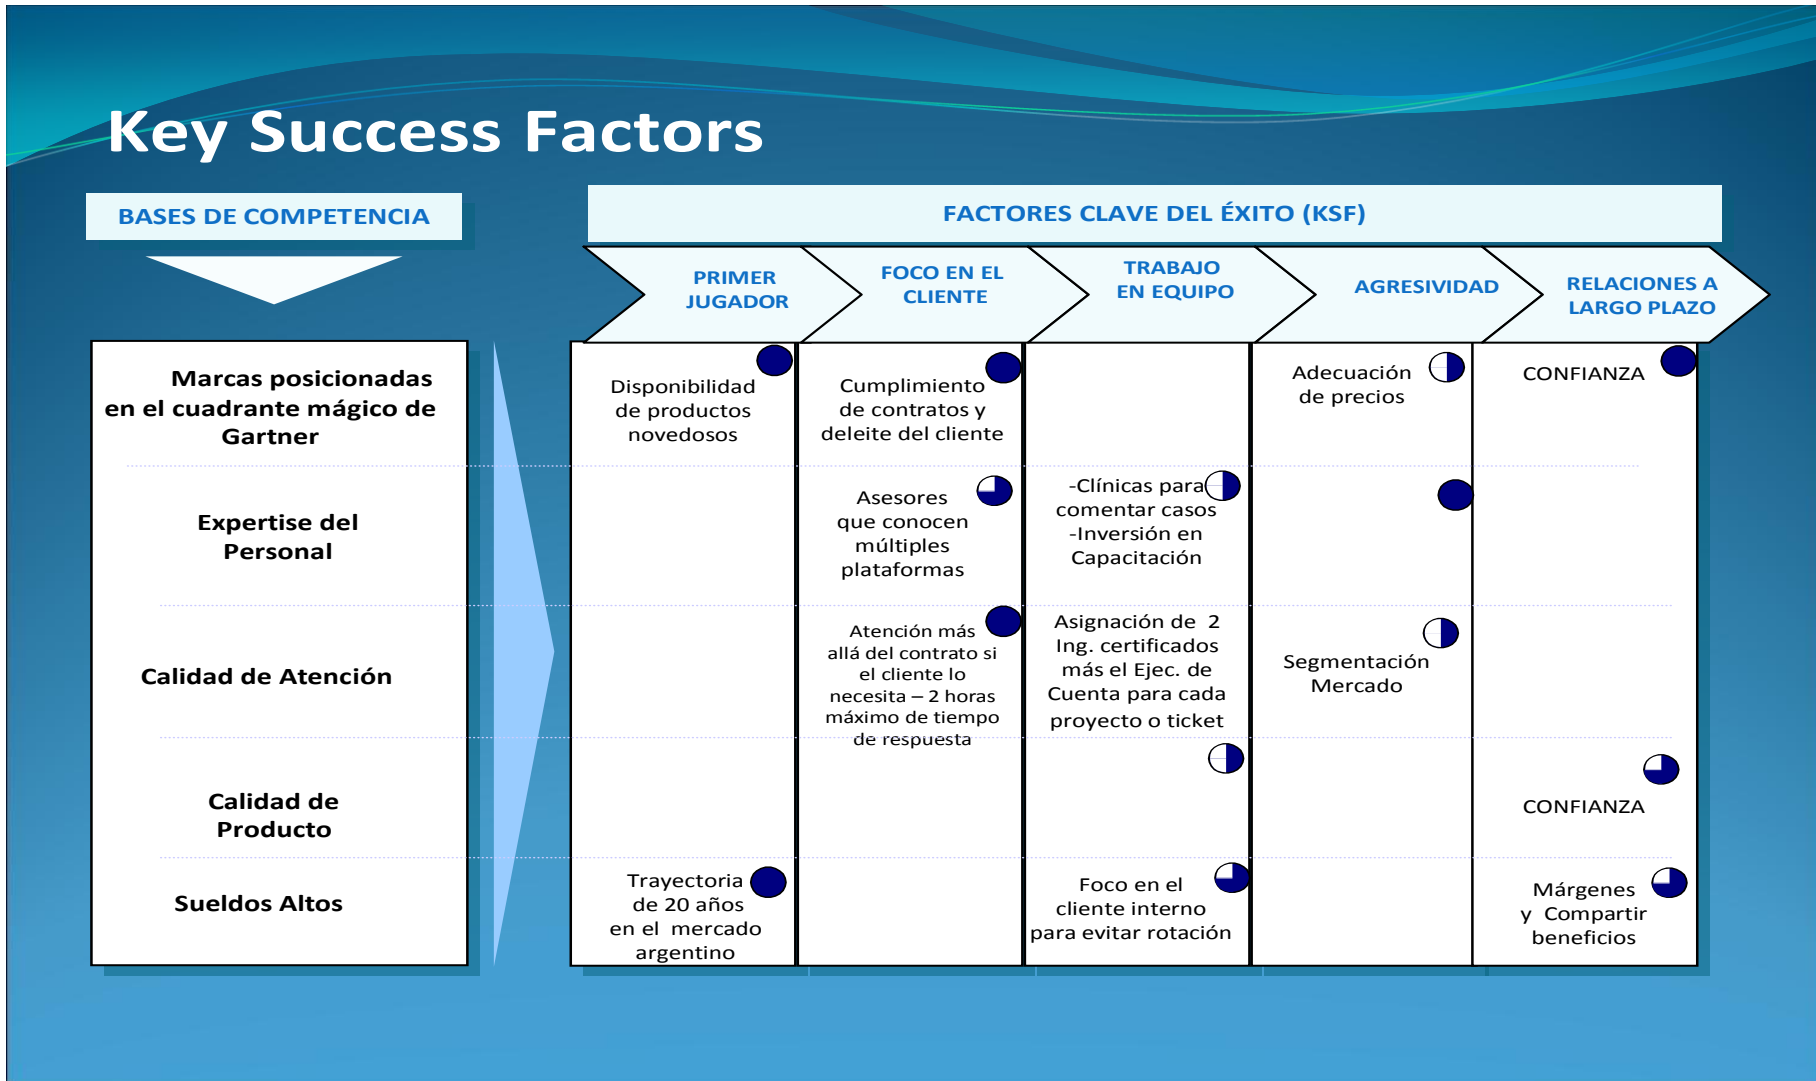 Key Success Factors
BASES DE COMPETENCIA
FACTORES CLAVE DEL ÉXITO (KSF)
PRIMER
JUGADOR
FOCO EN EL
CLIENTE
TRABAJO
EN EQUIPO
AGRESIVIDAD
RELACIONES A
LARGO PLAZO
Marcas posicionadas
en el cuadrante mágico de
Gartner
Disponibilidad
de productos
novedosos
Cumplimiento
de contratos y
deleite del cliente
Adecuación
de precios
CONFIANZA
Expertise del
Personal
Asesores
que conocen
múltiples
plataformas
-Clínicas para
comentar casos
-Inversión en
Capacitación
Calidad de Atención
Atención más
allá del contrato si
el cliente lo
necesita – 2 horas
máximo de tiempo
de respuesta
Asignación de 2
Ing. certificados
más el Ejec. de
Cuenta para cada
proyecto o ticket
Segmentación
Mercado
Calidad de
Producto
CONFIANZA
Sueldos Altos
Trayectoria
de 20 años
en el mercado
argentino
Foco en el
cliente interno
para evitar rotación
Márgenes
y Compartir
beneficios